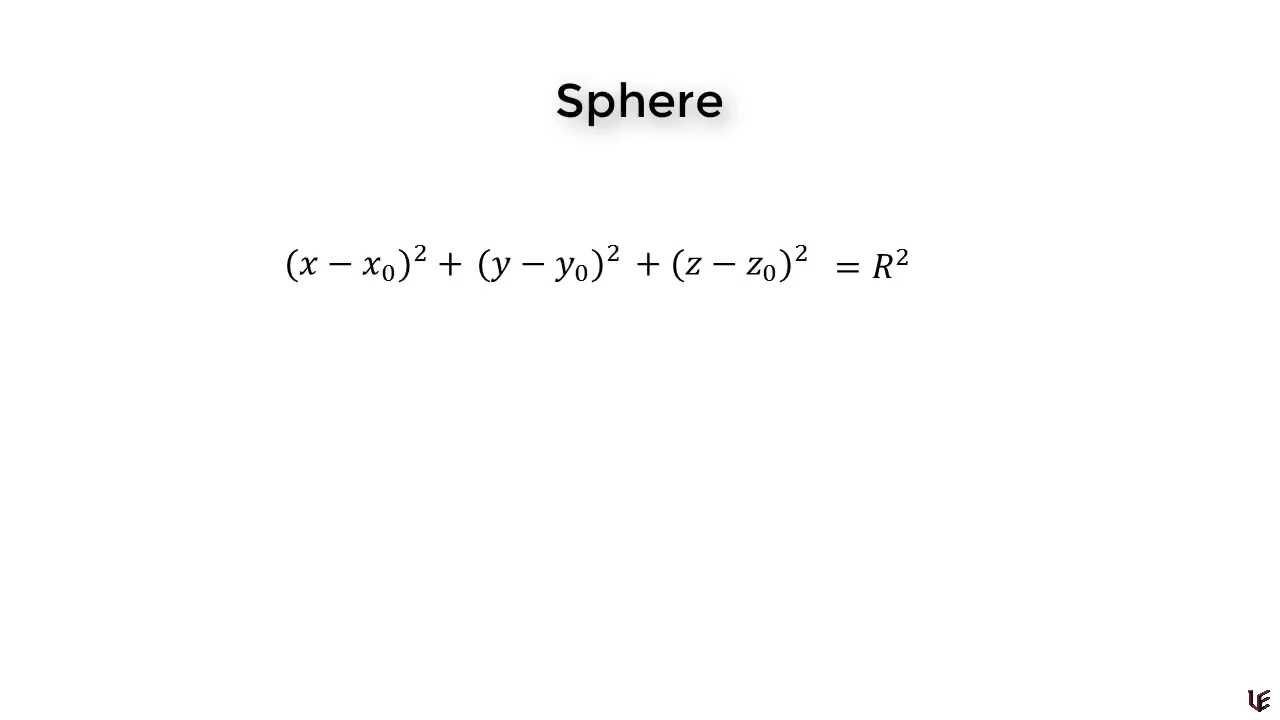 Sphere
(x − x₀)² + (y − y₀)² + (z − z₀)² = R²